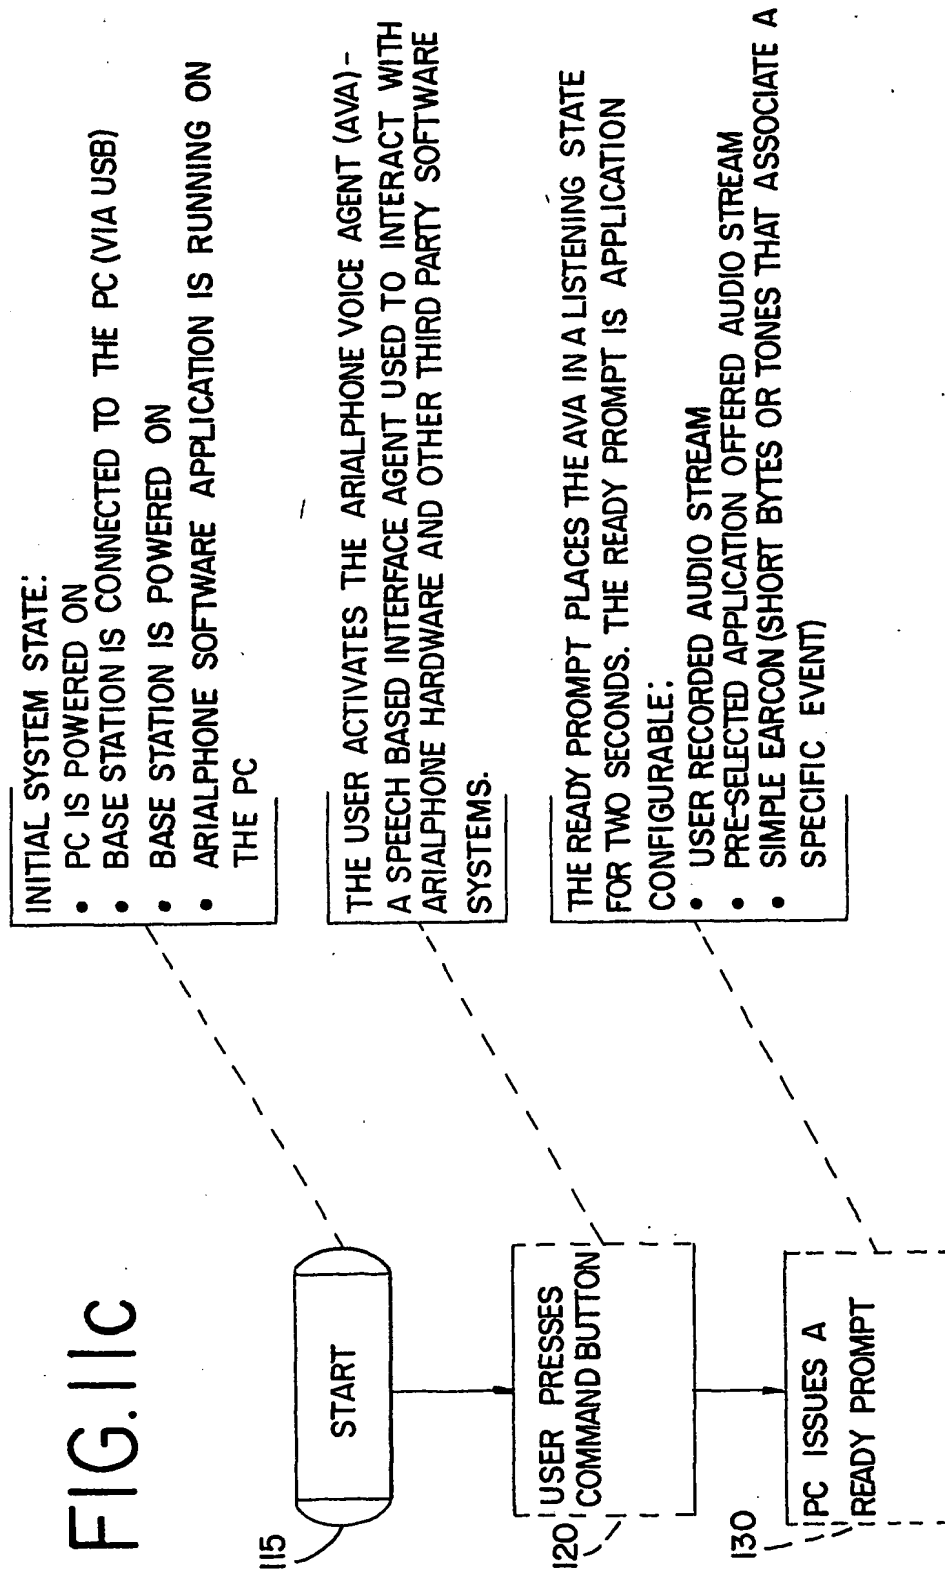 FIG. 11c
115
START
INITIAL SYSTEM STATE:
• PC IS POWERED ON
• BASE STATION IS CONNECTED TO THE PC (VIA USB)
BASE STATION IS POWERED ON
• ARIALPHONE SOFTWARE APPLICATION IS RUNNING ON
THE PC
120
USER PRESSES
COMMAND BUTTON
THE USER ACTIVATES THE ARIALPHONE VOICE AGENT (AVA)-
A SPEECH BASED INTERFACE AGENT USED TO INTERACT WITH
ARIALPHONE HARDWARE AND OTHER THIRD PARTY SOFTWARE
SYSTEMS.
130
PC ISSUES A
READY PROMPT
THE READY PROMPT PLACES THE AVA IN A LISTENING STATE
FOR TWO SECONDS. THE READY PROMPT IS APPLICATION
CONFIGURABLE:
• USER RECORDED AUDIO STREAM
• PRE-SELECTED APPLICATION OFFERED AUDIO STREAM
• SIMPLE EARCON (SHORT BYTES OR TONES THAT ASSOCIATE A
SPECIFIC EVENT)